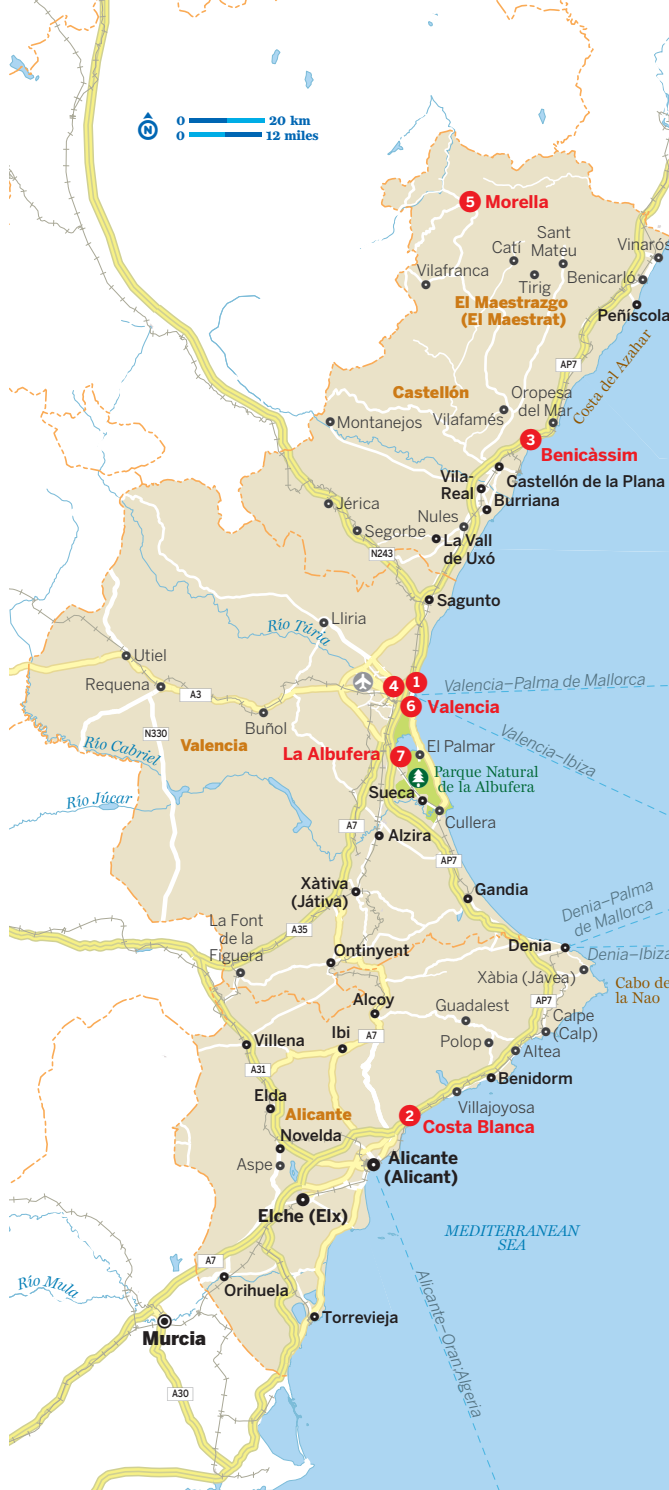 0 20 km
0 12 miles
N
5 Morella
Sant
Mateu
Catí
Vinarós
Vilafranca
Tirig
Benicarló
El Maestrazgo
(El Maestrat)
Peñíscola
Costa del Azahar
AP7
Castellón
Oropesa
del Mar
Vilafamés
Montanejos
3
Benicàssim
Vila-
Real
Castellón de la Plana
Burriana
Jérica
Nules
Segorbe
La Vall
de Uxó
N243
Sagunto
Lliria
Río Túria
Utiel
Requena
A3
4
1
Valencia–Palma de Mallorca
6 Valencia
Buñol
N330
Valencia
Río Cabriel
Valencia–Ibiza
La Albufera 7
El Palmar
Parque Natural
de la Albufera
Río Júcar
Sueca
Cullera
A7
Alzira
AP7
Xàtiva
(Játiva)
Gandia
La Font
de la
Figuera
A35
Denia–Palma
de Mallorca
Ontinyent
Denia
Denia–Ibiza
Xàbia (Jávea)
Cabo de
la Nao
Alcoy
Guadalest
AP7
Calpe
(Calp)
Villena
Ibi
A7
Polop
Altea
A31
Benidorm
Elda
Villajoyosa
Alicante
2
Costa Blanca
Novelda
Aspe
Alicante
(Alicant)
Elche (Elx)
MEDITERRANEAN
SEA
A7
Río Mula
Orihuela
Alicante–Oran;Algeria
Torrevieja
Murcia
A30